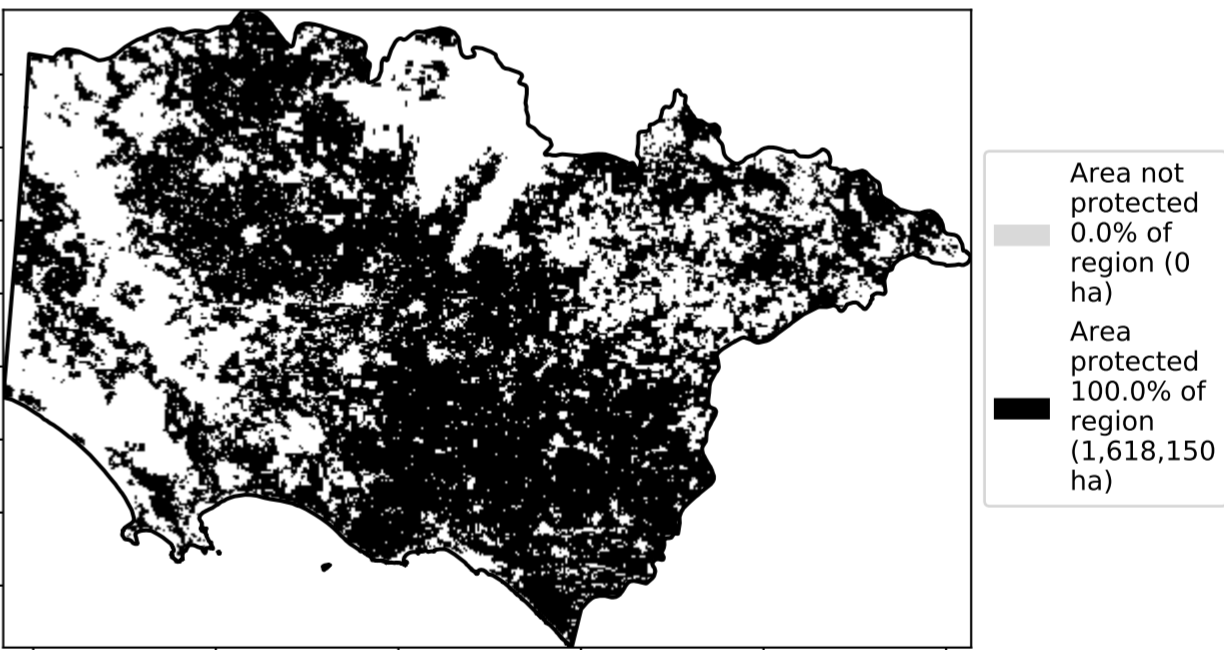 Area not
protected
0.0% of
region (0
ha)
Area
protected
100.0% of
region
(1,618,150
ha)